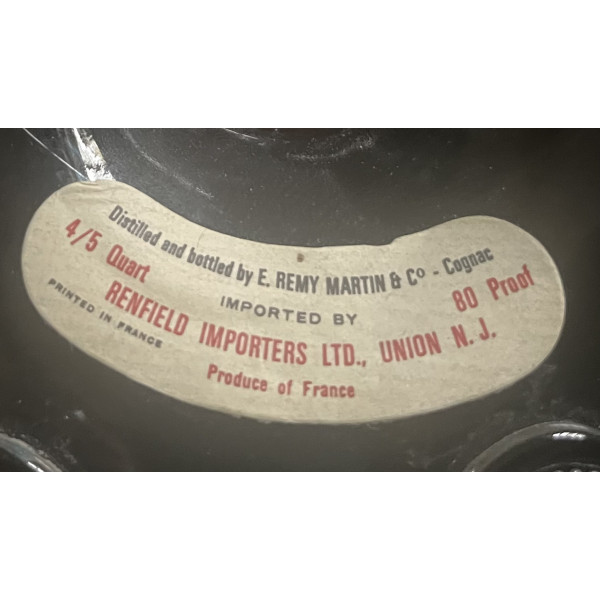 Distilled and bottled by E. REMY MARTIN & Cº - Cognac
4/5 Quart
IMPORTED BY
80 Proof
RENFIELD IMPORTERS LTD., UNION N. J.
PRINTED IN FRANCE
Produce of France